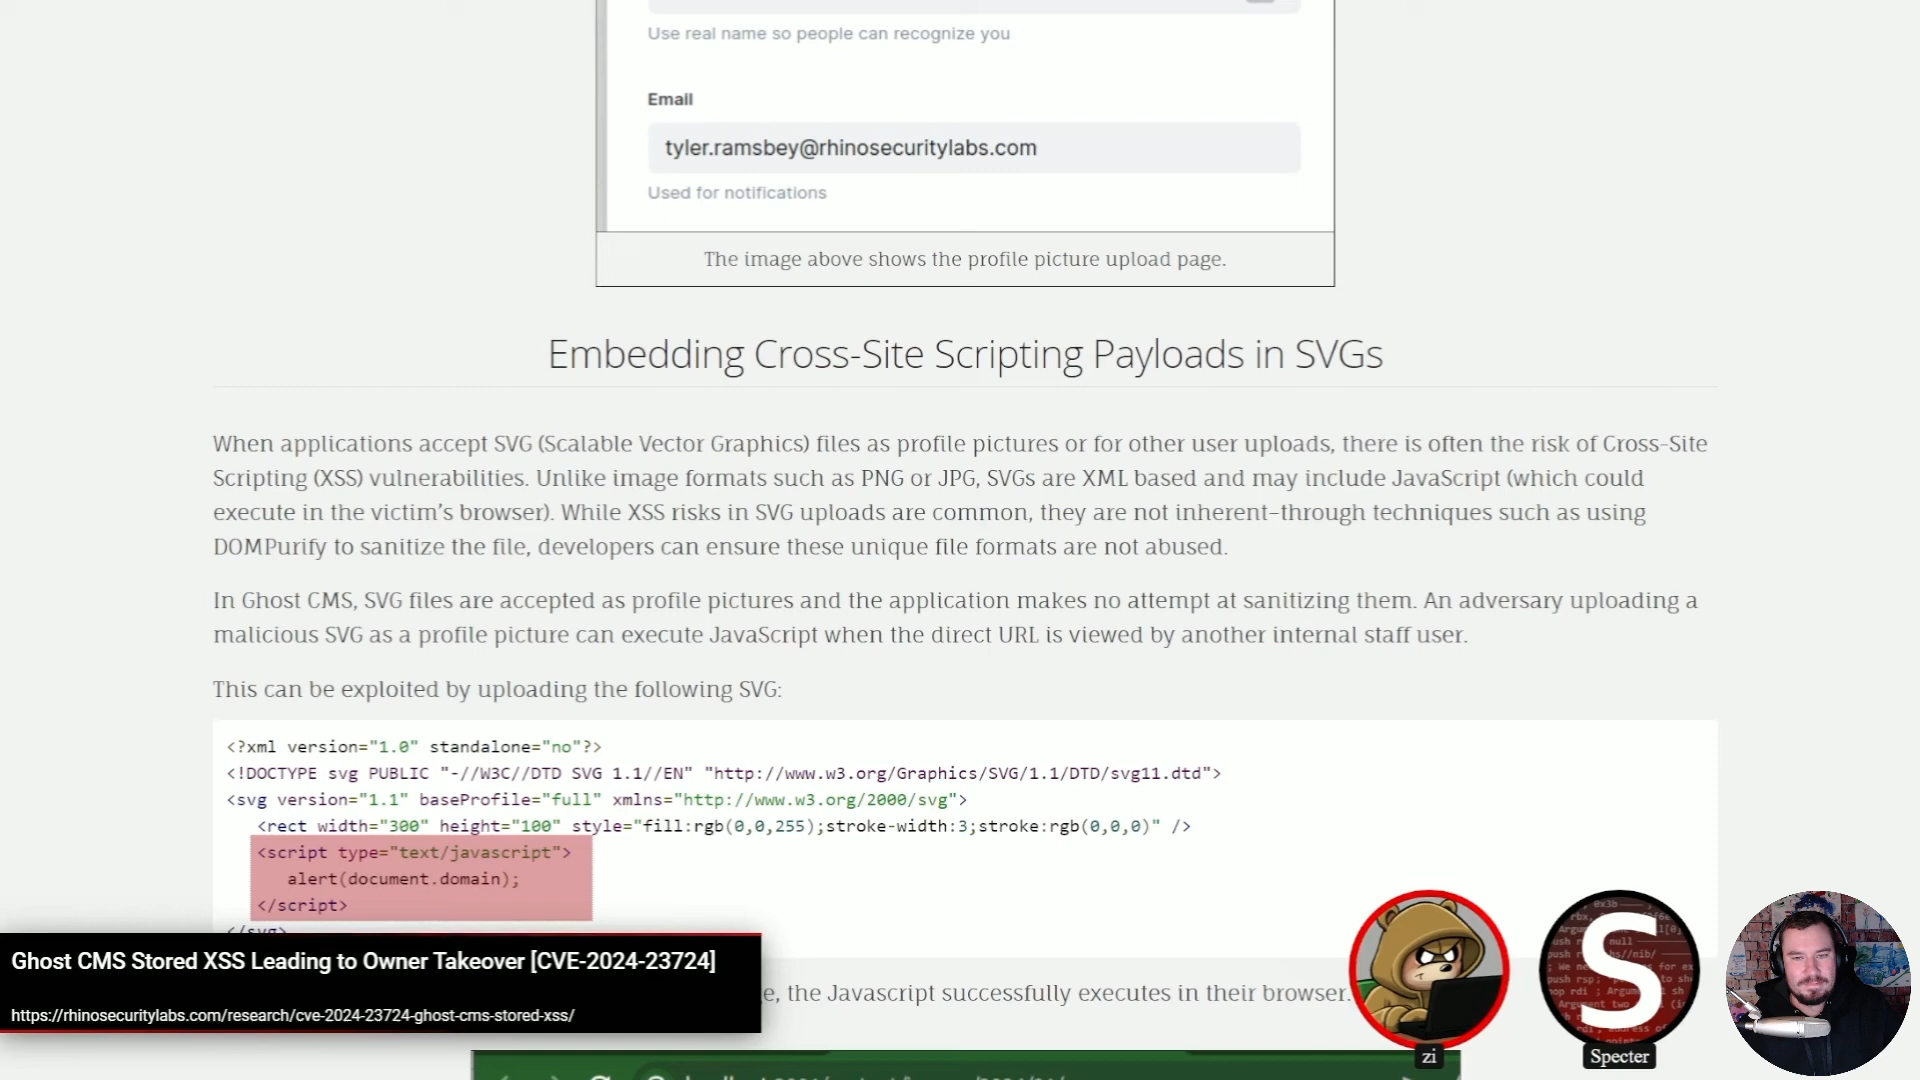 Use real name so people can recognize you
Email
tyler.ramsbey@rhinosecuritylabs.com
Used for notifications
The image above shows the profile picture upload page.
Embedding Cross-Site Scripting Payloads in SVGs
When applications accept SVG (Scalable Vector Graphics) files as profile pictures or for other user uploads, there is often the risk of Cross-Site
Scripting (XSS) vulnerabilities. Unlike image formats such as PNG or JPG, SVGs are XML based and may include JavaScript (which could
execute in the victim's browser). While XSS risks in SVG uploads are common, they are not inherent–through techniques such as using
DOMPurify to sanitize the file, developers can ensure these unique file formats are not abused.
In Ghost CMS, SVG files are accepted as profile pictures and the application makes no attempt at sanitizing them. An adversary uploading a
malicious SVG as a profile picture can execute JavaScript when the direct URL is viewed by another internal staff user.
This can be exploited by uploading the following SVG:
<?xml version="1.0" standalone="no"?>
<!DOCTYPE svg PUBLIC "-//W3C//DTD SVG 1.1//EN" "http://www.w3.org/Graphics/SVG/1.1/DTD/svg11.dtd">
<svg version="1.1" baseProfile="full" xmlns="http://www.w3.org/2000/svg">
<rect width="300" height="100" style="fill:rgb(0,0,255);stroke-width:3;stroke:rgb(0,0,0)" />
<script type="text/javascript">
alert(document.domain);
</script>
</svg>
Ghost CMS Stored XSS Leading to Owner Takeover [CVE-2024-23724]
https://rhinosecuritylabs.com/research/cve-2024-23724-ghost-cms-stored-xss/
, the Javascript successfully executes in their browser.
S
zi
Specter